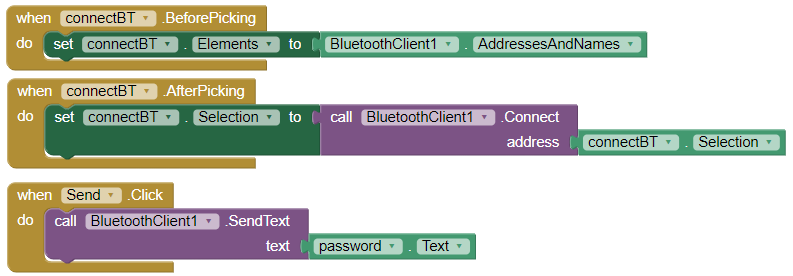 when connectBT .BeforePicking
do set connectBT . Elements to BluetoothClient1 . AddressesAndNames
when connectBT .AfterPicking
do set connectBT . Selection to call BluetoothClient1 .Connect
address connectBT . Selection
when Send .Click
do call BluetoothClient1 .SendText
text password . Text